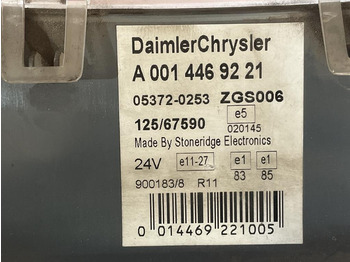 DaimlerChrysler
A 001 446 92 21
05372-0253 ZGS006
125/67590 e5
020145
Made By Stoneridge Electronics
24V e11-27 e1 e1
83 85
900183/8 R11
0 014469 221005